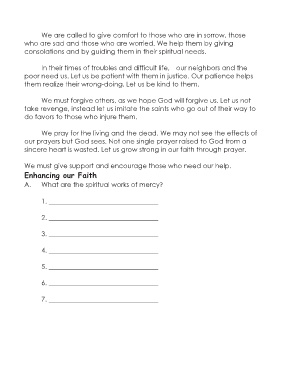 We are called to give comfort to those who are in sorrow, those
who are sad and those who are worried. We help them by giving
consolations and by guiding them in their spiritual needs.
In their times of troubles and difficult life, our neighbors and the
poor need us. Let us be patient with them in justice. Our patience helps
them realize their wrong-doing. Let us be kind to them.
We must forgive others, as we hope God will forgive us. Let us not
take revenge, instead let us imitate the saints who go out of their way to
do favors to those who injure them.
We pray for the living and the dead. We may not see the effects of
our prayers but God sees. Not one single prayer raised to God from a
sincere heart is wasted. Let us grow strong in our faith through prayer.
We must give support and encourage those who need our help.
Enhancing our Faith
A. What are the spiritual works of mercy?
1. ____________________
2. ____________________
3. ____________________
4. ____________________
5. ____________________
6. ____________________
7. ____________________